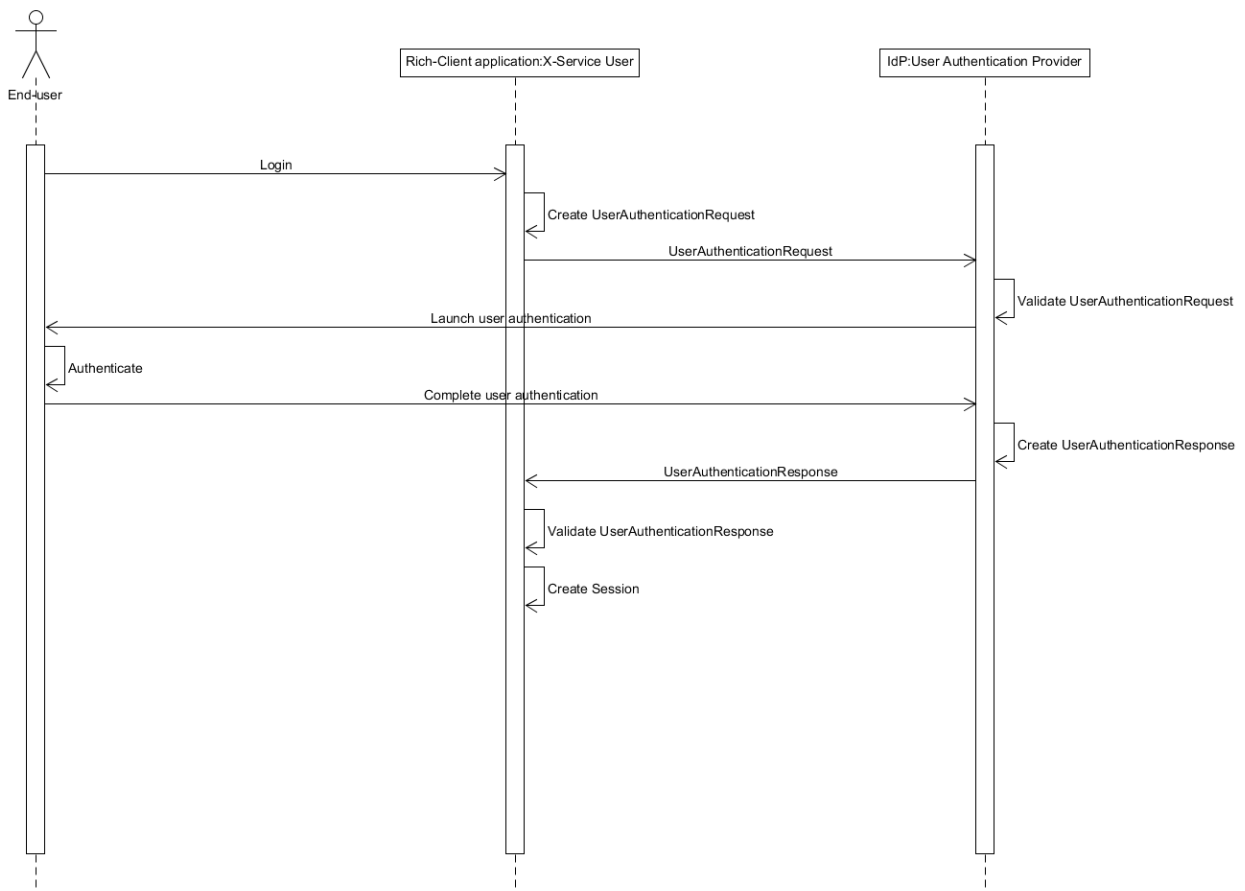 End-user
Rich-Client application:X-Service User
IdP:User Authentication Provider
Login
Create UserAuthenticationRequest
UserAuthenticationRequest
Validate UserAuthenticationRequest
Launch user authentication
Authenticate
Complete user authentication
Create UserAuthenticationResponse
UserAuthenticationResponse
Validate UserAuthenticationResponse
Create Session